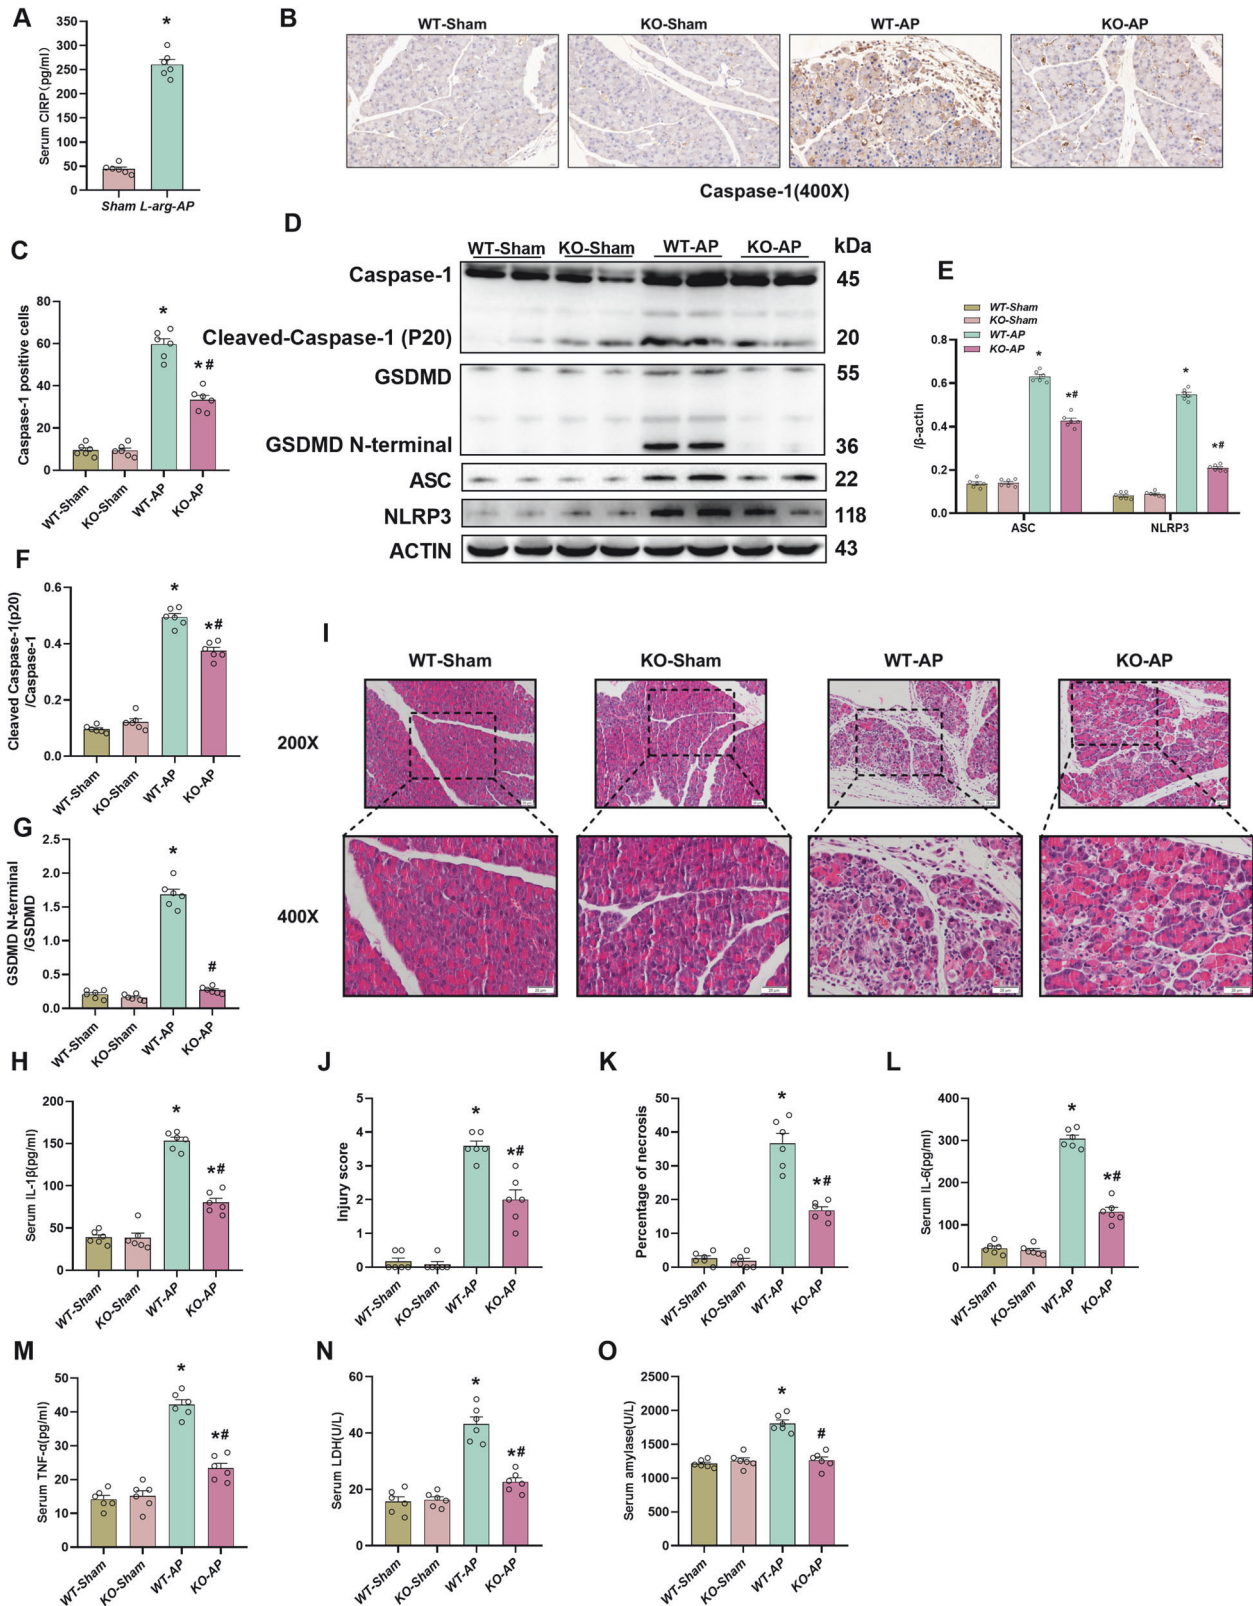 A
Serum CIRP(pg/ml)
350
300
250
200
150
100
50
0
Sham L-arg-AP
*
B
WT-Sham
KO-Sham
WT-AP
KO-AP
Caspase-1(400X)
C
Caspase-1 positive cells
80
60
40
20
0
*
*#
WT-Sham
KO-Sham
WT-AP
KO-AP
D
WT-Sham KO-Sham WT-AP KO-AP kDa
Caspase-1 45
Cleaved-Caspase-1 (P20) 20
GSDMD 55
GSDMD N-terminal 36
ASC 22
NLRP3 118
ACTIN 43
E
WT-Sham
KO-Sham
WT-AP
KO-AP
/β-actin
0.8
0.6
0.4
0.2
0.0
*
*#
*
*#
ASC NLRP3
F
Cleaved Caspase-1(p20)
/Caspase-1
0.6
0.4
0.2
0.0
*
*#
WT-Sham
KO-Sham
WT-AP
KO-AP
G
GSDMD N-terminal
/GSDMD
2.5
2.0
1.5
1.0
0.5
0.0
*
#
WT-Sham
KO-Sham
WT-AP
KO-AP
I
WT-Sham
KO-Sham
WT-AP
KO-AP
200X
400X
H
Serum IL-1β(pg/ml)
200
150
100
50
0
*
*#
WT-Sham
KO-Sham
WT-AP
KO-AP
J
Injury score
5
4
3
2
1
0
*
*#
WT-Sham
KO-Sham
WT-AP
KO-AP
K
Percentage of necrosis
50
40
30
20
10
0
*
*#
WT-Sham
KO-Sham
WT-AP
KO-AP
L
Serum IL-6(pg/ml)
400
300
200
100
0
*
*#
WT-Sham
KO-Sham
WT-AP
KO-AP
M
Serum TNF-α(pg/ml)
50
40
30
20
10
0
*
*#
WT-Sham
KO-Sham
WT-AP
KO-AP
N
Serum LDH(U/L)
60
40
20
0
*
*#
WT-Sham
KO-Sham
WT-AP
KO-AP
O
Serum amylase(U/L)
2500
2000
1500
1000
500
0
*
#
WT-Sham
KO-Sham
WT-AP
KO-AP